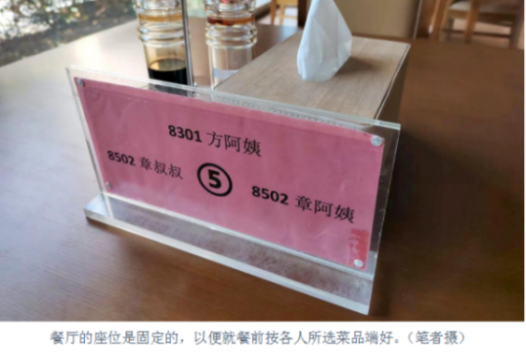 8301 方阿姨
8502 章叔叔
⑤
8502 章阿姨
餐厅的座位是固定的，以便就餐前按各人所选菜品端好。（笔者摄）